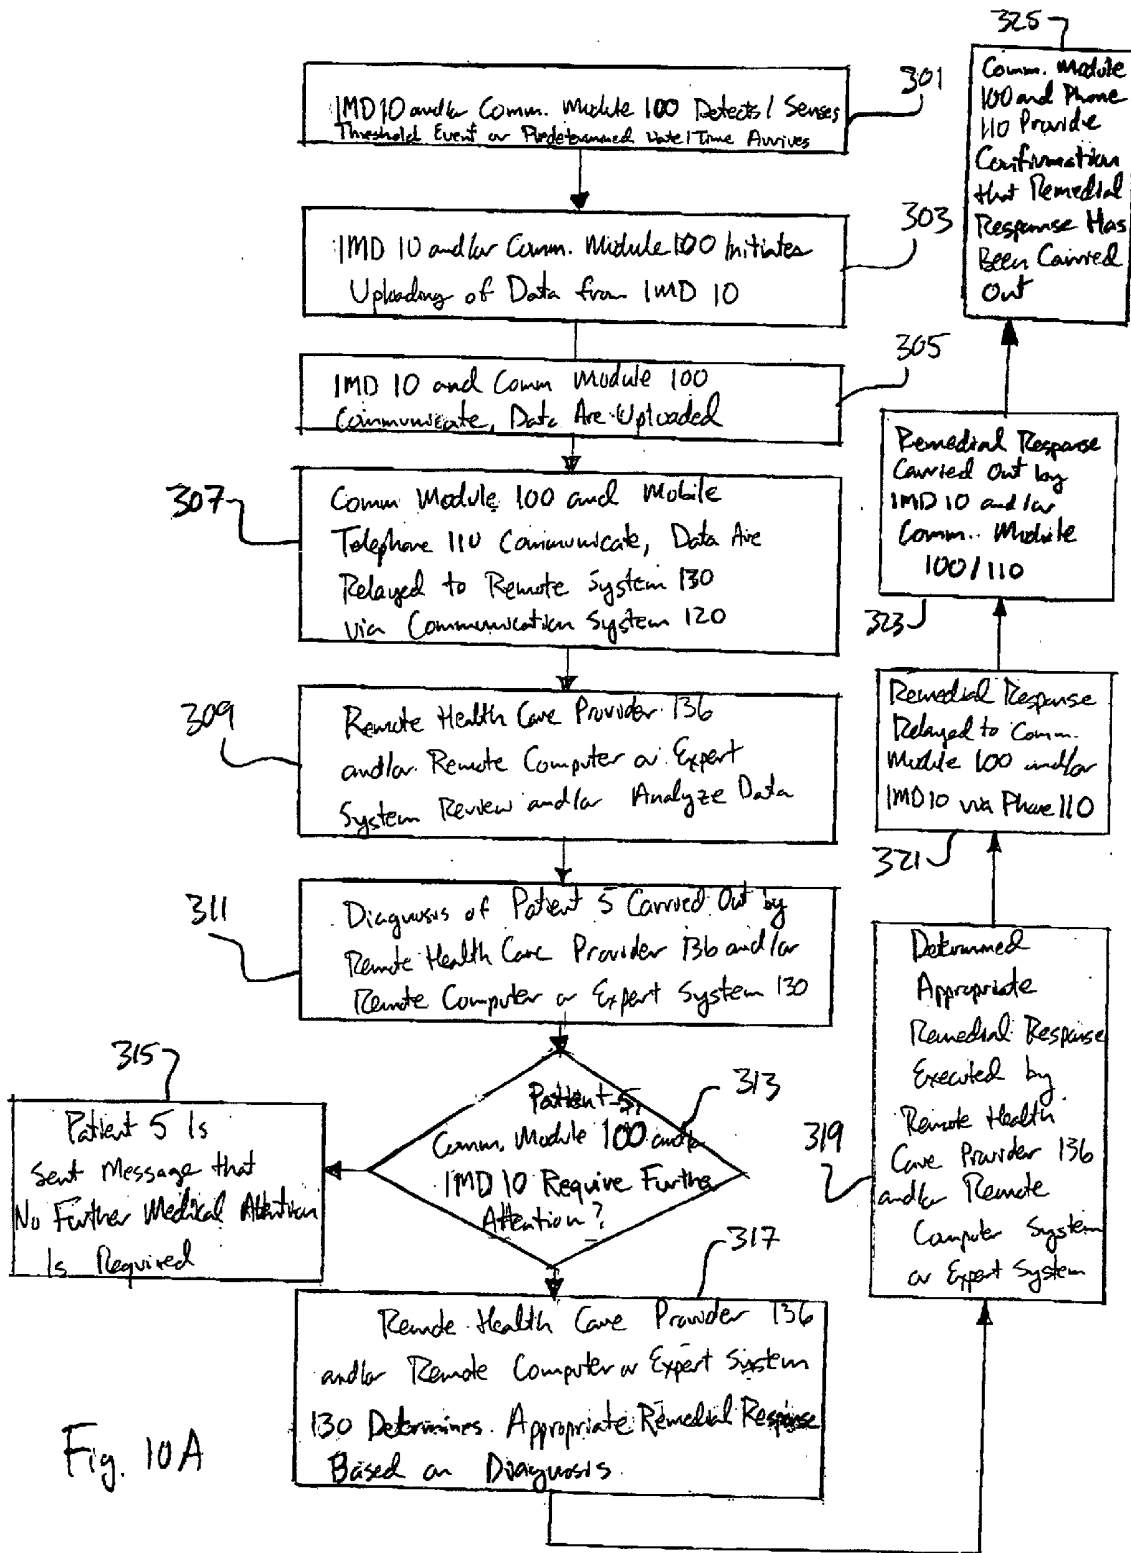 301
IMD 10 and/or Comm. Module 100 Detects/Senses
Threshold Event or Predetermined Date/Time Arrives
303
IMD 10 and/or Comm. Module 100 Initiates
Uploading of Data from IMD 10
305
IMD 10 and Comm Module 100
Communicate, Data Are Uploaded
307
Comm Module 100 and Mobile
Telephone 110 Communicate, Data Are
Relayed to Remote System 130
via Communication System 120
309
Remote Health Care Provider 136
and/or Remote Computer or Expert
System Review and/or Analyze Data
311
Diagnosis of Patient 5 Carried Out by
Remote Health Care Provider 136 and/or
Remote Computer or Expert System 130
313
Patient 5,
Comm. Module 100 and/or
IMD 10 Require Further
Attention?
315
Patient 5 Is
Sent Message that
No Further Medical Attention
Is Required
317
Remote Health Care Provider 136
and/or Remote Computer or Expert System
130 Determines Appropriate Remedial Response
Based on Diagnosis
319
Determined
Appropriate
Remedial Response
Executed by
Remote Health
Care Provider 136
and/or Remote
Computer System
or Expert System
321
Remedial Response
Relayed to Comm.
Module 100 and/or
IMD 10 via Phone 110
323
Remedial Response
Carried Out by
IMD 10 and/or
Comm. Module
100/110
325
Comm. Module
100 and Phone
110 Provide
Confirmation
that Remedial
Response Has
Been Carried
Out
Fig. 10A